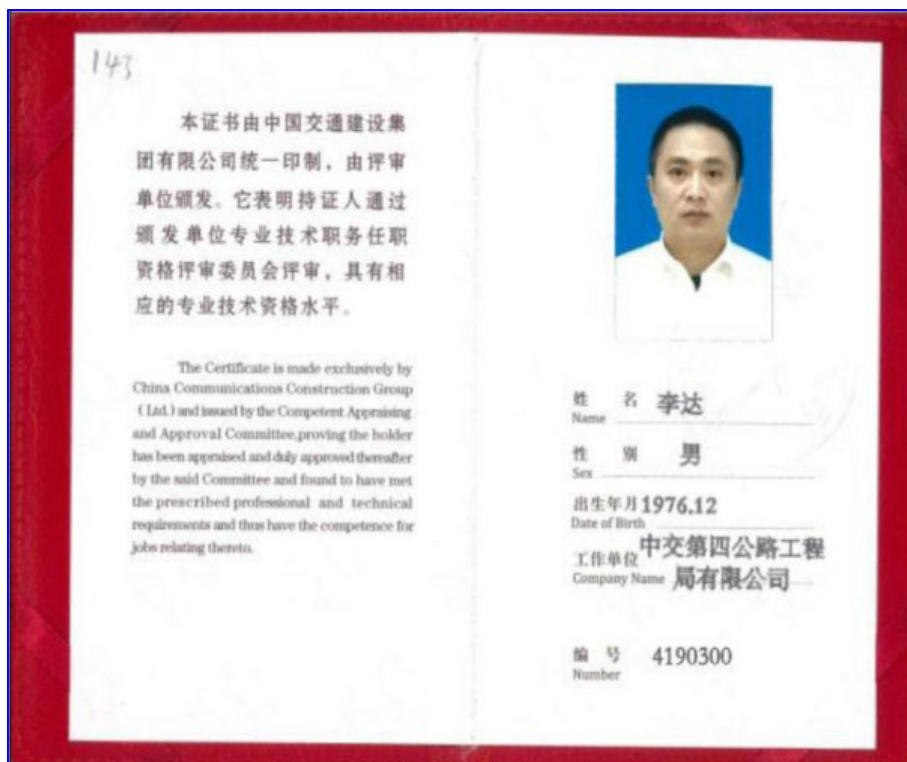 143
本证书由中国交通建设集
团有限公司统一印制，由评审
单位颁发。它表明持证人通过
颁发单位专业技术职务任职
资格评审委员会评审，具有相
应的专业技术资格水平。
The Certificate is made exclusively by
China Communications Construction Group
(Ltd.) and issued by the Competent Appraising
and Approval Committee,proving the holder
has been appraised and duly approved thereafter
by the said Committee and found to have met
the prescribed professional and technical
requirements and thus have the competence for
jobs relating thereto.
姓 名 李达
Name
性 别 男
Sex
出生年月 1976.12
Date of Birth
工作单位 中交第四公路工程
Company Name 局有限公司
编 号 4190300
Number